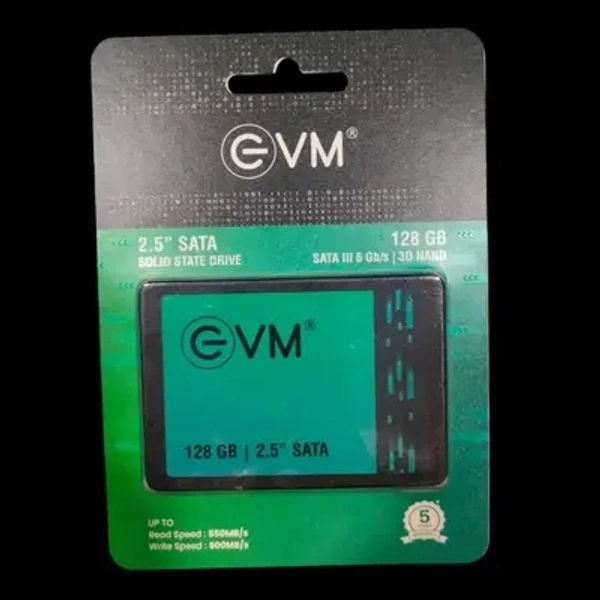 EVM®
2.5" SATA
SOLID STATE DRIVE
128 GB
SATA III 6 Gb/s | 3D NAND
EVM®
128 GB | 2.5" SATA
UP TO
Read Speed : 550MB/s
Write Speed : 500MB/s
5